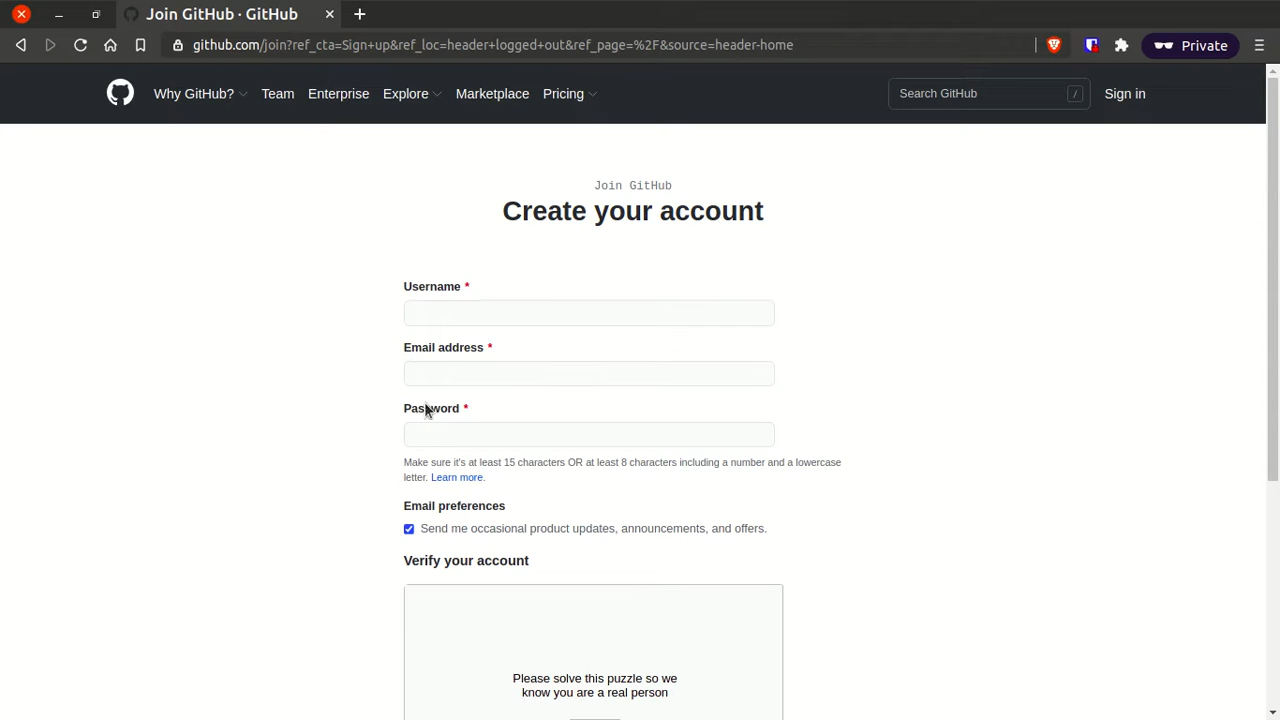 Join GitHub · GitHub
github.com/join?ref_cta=Sign+up&ref_loc=header+logged+out&ref_page=%2F&source=header-home
Private
Why GitHub?
Team
Enterprise
Explore
Marketplace
Pricing
Search GitHub
/
Sign in
Join GitHub
Create your account
Username *
Email address *
Password *
Make sure it's at least 15 characters OR at least 8 characters including a number and a lowercase
letter. Learn more.
Email preferences
Send me occasional product updates, announcements, and offers.
Verify your account
Please solve this puzzle so we
know you are a real person